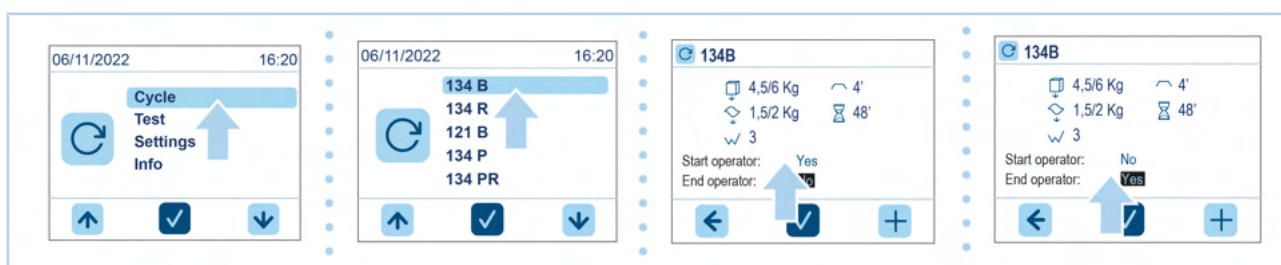 06/11/2022 16:20
Cycle
Test
Settings
Info
06/11/2022 16:20
134 B
134 R
121 B
134 P
134 PR
134B
4,5/6 Kg 4'
1,5/2 Kg 48'
3
Start operator: Yes
End operator: No
134B
4,5/6 Kg 4'
1,5/2 Kg 48'
3
Start operator: No
End operator: Yes